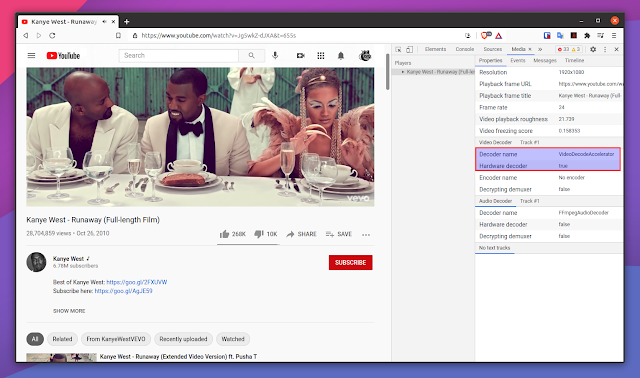 Kanye West - Runaway
https://www.youtube.com/watch?v=Jg5wkZ-dJXA&t=655s
Elements
Console
Sources
Media
33
3
YouTube
Search
Players
Kanye West - Runaway (Full-le
Properties
Events
Messages
Timeline
Resolution 1920x1080
Playback frame URL https://www.youtube.com/wa
Playback frame title Kanye West - Runaway (Full-
Frame rate 24
Video playback roughness 21.729
Video freezing score 0.158353
Video Decoder Track #1
Decoder name VideoDecodeAccelerator
Hardware decoder true
Encoder name No encoder
Decrypting demuxer false
Audio Decoder Track #1
Decoder name FFmpegAudioDecoder
Hardware decoder false
Decrypting demuxer false
No text tracks
vevo
Kanye West - Runaway (Full-length Film)
28,704,859 views • Oct 26, 2010
268K
10K
SHARE
SAVE
Kanye West
6.78M subscribers
SUBSCRIBE
Best of Kanye West: https://goo.gl/ZFXUVW
Subscribe here: https://goo.gl/AgJE59
SHOW MORE
All
Related
From KanyeWestVEVO
Recently uploaded
Watched
Kanye West - Runaway (Extended Video Version) ft. Pusha T